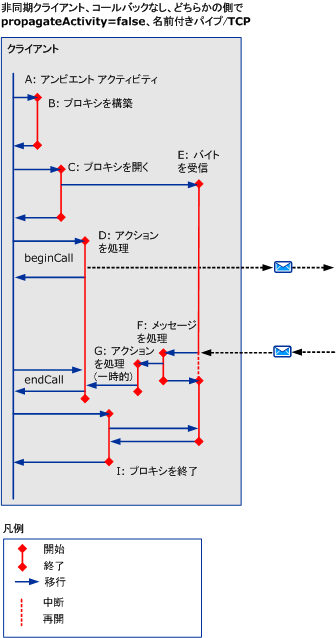 非同期クライアント、コールバックなし、どちらかの側で
propagateActivity=false、名前付きパイプ/TCP
クライアント
A: アンビエント アクティビティ
B: プロキシを構築
C: プロキシを開く
E: バイト
を受信
D: アクション
を処理
beginCall
F: メッセージ
を処理
G: アクション
を処理
(一時的)
endCall
I: プロキシを終了
凡例
開始
終了
移行
中断
再開